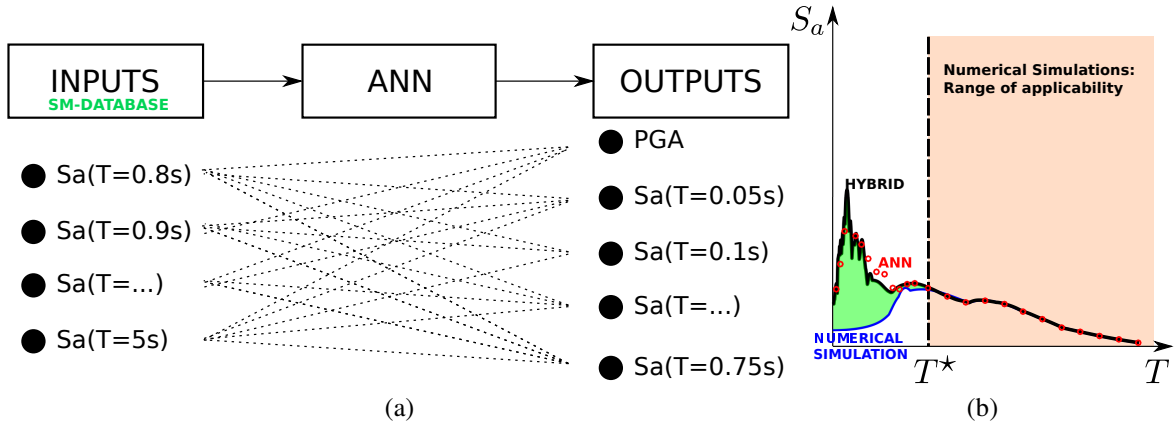 INPUTS
SM-DATABASE
ANN
OUTPUTS
Sa(T=0.8s)
Sa(T=0.9s)
Sa(T=...)
Sa(T=5s)
PGA
Sa(T=0.05s)
Sa(T=0.1s)
Sa(T=...)
Sa(T=0.75s)
(a)
Sa
Numerical Simulations:
Range of applicability
HYBRID
ANN
NUMERICAL
SIMULATION
T⋆
T
(b)